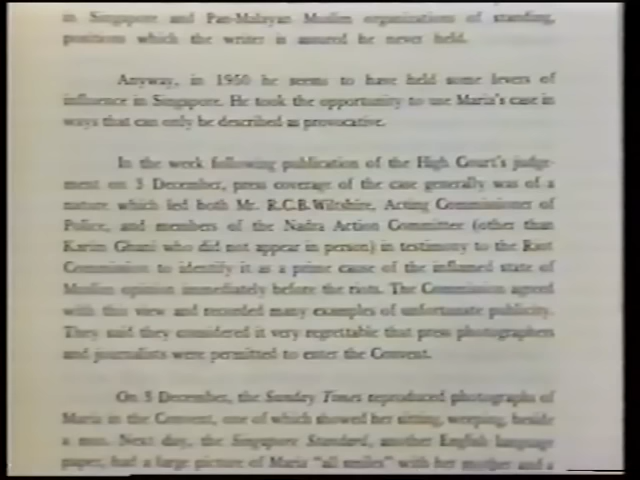 in Singapore and Pan-Malayan Muslim organizations of standing,
positions which the writer is assured he never held.
Anyway, in 1950 he seems to have held some levers of
influence in Singapore. He took the opportunity to use Maria's case in
ways that can only be described as provocative.
In the week following publication of the High Court's judge-
ment on 3 December, press coverage of the case generally was of a
nature which led both Mr. R.C.B. Wiltshire, Acting Commissioner of
Police, and members of the Nadra Action Committee (other than
Karim Ghani who did not appear in person) in testimony to the Riot
Commission to identify it as a prime cause of the inflamed state of
Muslim opinion immediately before the riots. The Commission agreed
with this view and recorded many examples of unfortunate publicity.
They said they considered it very regrettable that press photographers
and journalists were permitted to enter the Convent.
On 5 December, the Sunday Times reproduced photographs of
Maria in the Convent, one of which showed her sitting, weeping, beside
a nun. Next day, the Singapore Standard, another English language
paper, had a large picture of Maria "all smiles" with her mother and a